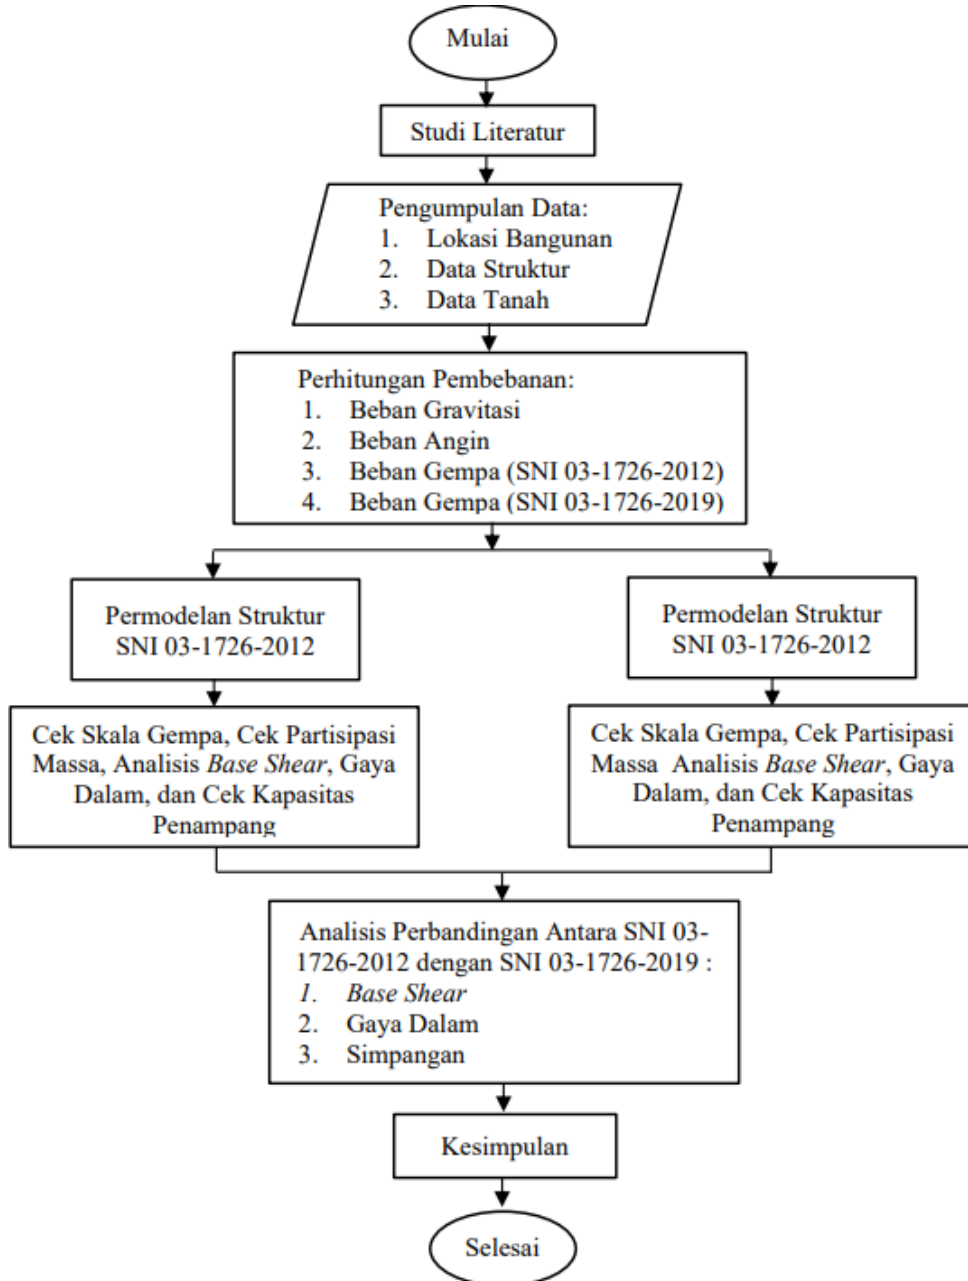 Mulai
Studi Literatur
Pengumpulan Data:
1. Lokasi Bangunan
2. Data Struktur
3. Data Tanah
Perhitungan Pembebanan:
1. Beban Gravitasi
2. Beban Angin
3. Beban Gempa (SNI 03-1726-2012)
4. Beban Gempa (SNI 03-1726-2019)
Permodelan Struktur
SNI 03-1726-2012
Permodelan Struktur
SNI 03-1726-2012
Cek Skala Gempa, Cek Partisipasi
Massa, Analisis Base Shear, Gaya
Dalam, dan Cek Kapasitas
Penampang
Cek Skala Gempa, Cek Partisipasi
Massa Analisis Base Shear, Gaya
Dalam, dan Cek Kapasitas
Penampang
Analisis Perbandingan Antara SNI 03-
1726-2012 dengan SNI 03-1726-2019 :
1. Base Shear
2. Gaya Dalam
3. Simpangan
Kesimpulan
Selesai